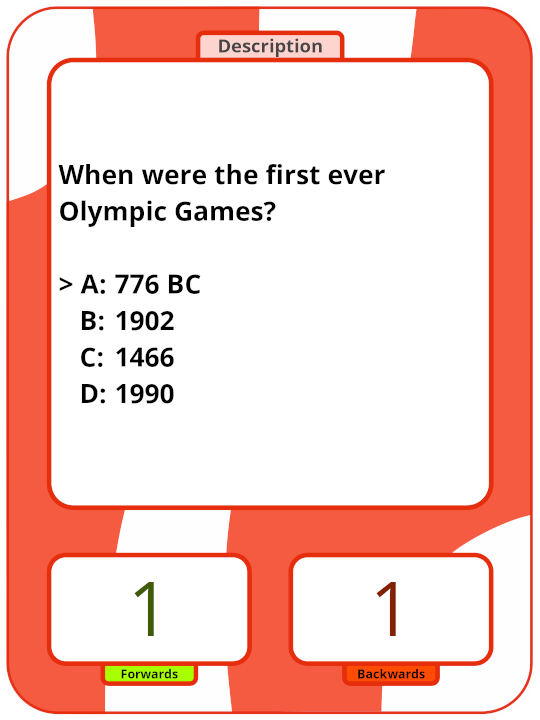 Description
When were the first ever
Olympic Games?
> A: 776 BC
B: 1902
C: 1466
D: 1990
1
1
Forwards
Backwards